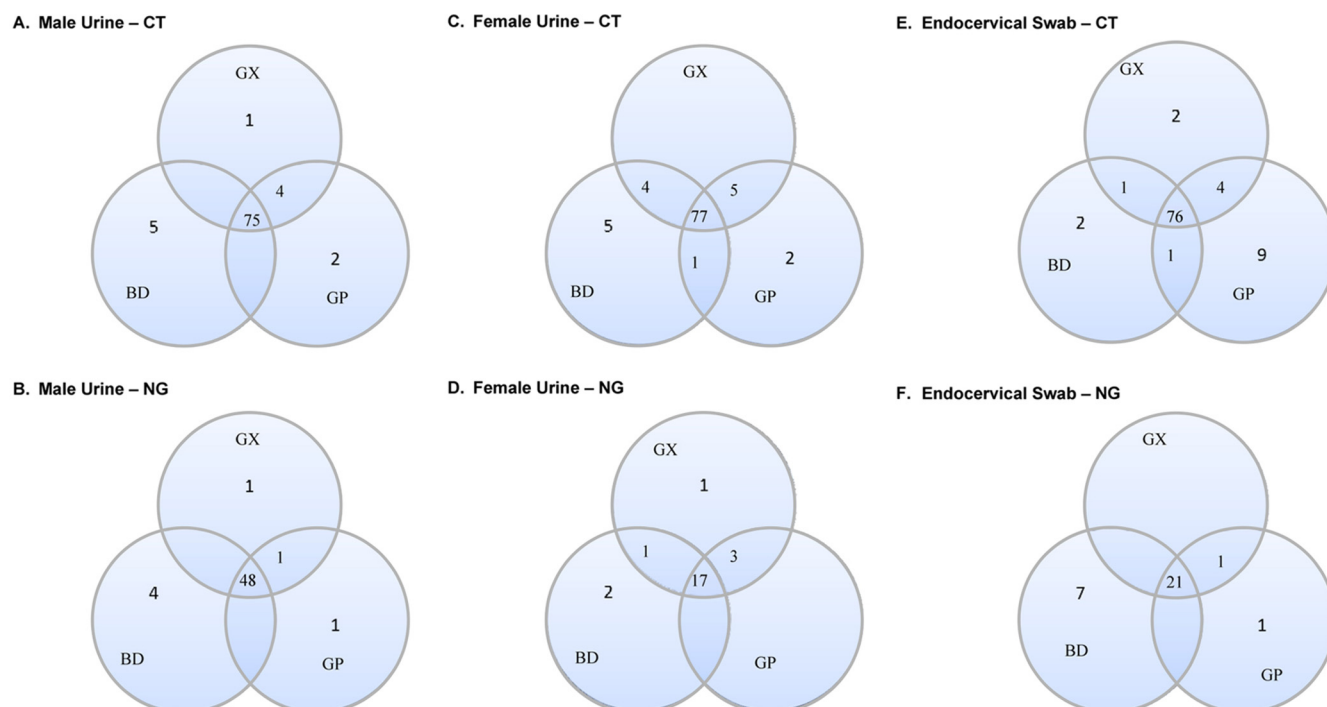 A. Male Urine – CT
GX
1
4
75
5
2
BD
GP
C. Female Urine – CT
GX
4
5
77
5
1
2
BD
GP
E. Endocervical Swab – CT
GX
2
1
4
76
2
1
9
BD
GP
B. Male Urine – NG
GX
1
1
48
4
1
BD
GP
D. Female Urine – NG
GX
1
1
3
17
2
BD
GP
F. Endocervical Swab – NG
GX
1
21
7
1
BD
GP